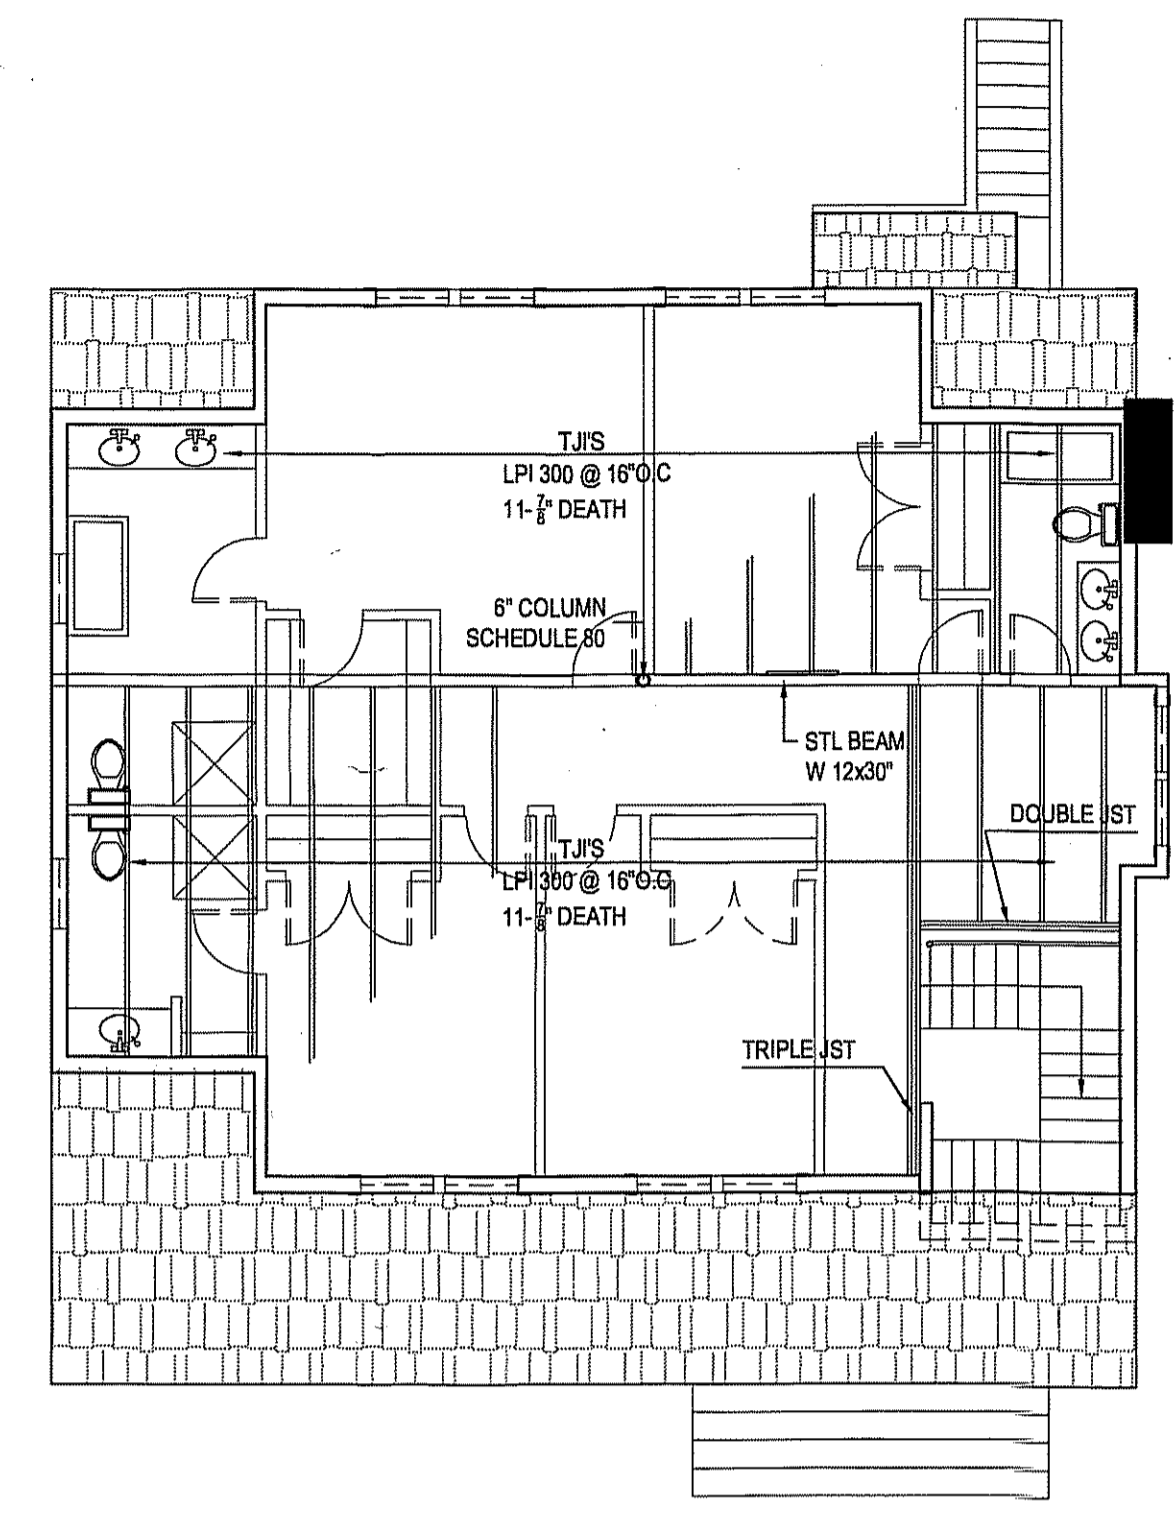 TJI'S
LPI 300 @ 16"O.C
11-⅞" DEATH
6" COLUMN
SCHEDULE 80
STL BEAM
W 12x30"
DOUBLE JST
TJI'S
LPI 300 @ 16"O.C
11-⅞" DEATH
TRIPLE JST